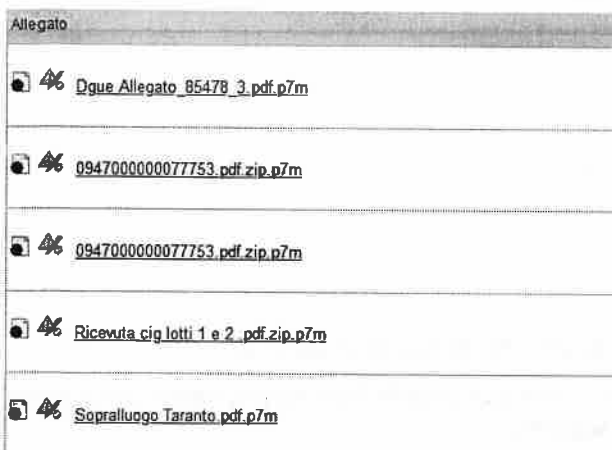 Allegato
Dgue Allegato_85478_3.pdf.p7m
0947000000077753.pdf.zip.p7m
0947000000077753.pdf.zip.p7m
Ricevuta cig lotti 1 e 2 .pdf.zip.p7m
Sopralluogo Taranto.pdf.p7m